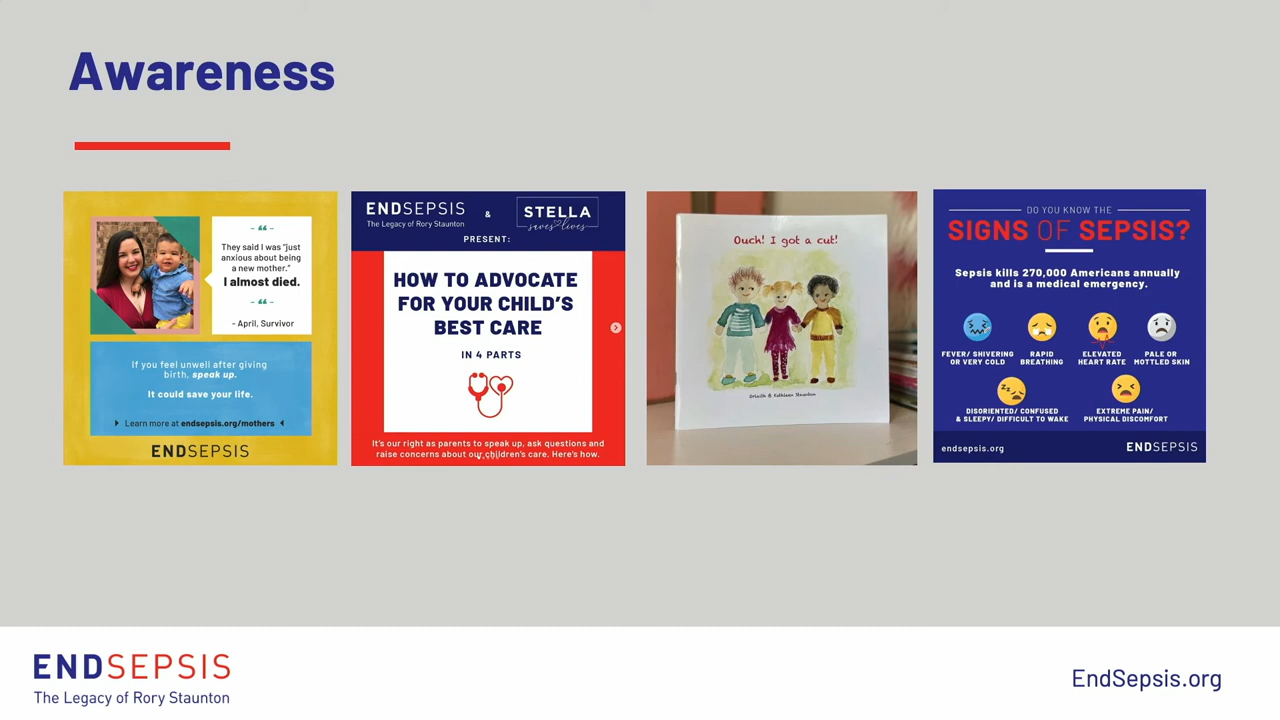 Awareness
They said I was "just
anxious about being
a new mother."
I almost died.
- April, Survivor
If you feel unwell after giving
birth, speak up.
It could save your life.
Learn more at endsepsis.org/mothers
ENDSEPSIS
ENDSEPSIS
The Legacy of Rory Staunton
&
STELLA
saves lives
PRESENT:
HOW TO ADVOCATE
FOR YOUR CHILD'S
BEST CARE
IN 4 PARTS
It's our right as parents to speak up, ask questions and
raise concerns about our children's care. Here's how.
Ouch! I got a cut!
Orlaith & Kathleen Staunton
DO YOU KNOW THE
SIGNS OF SEPSIS?
Sepsis kills 270,000 Americans annually
and is a medical emergency.
FEVER/ SHIVERING
OR VERY COLD
RAPID
BREATHING
ELEVATED
HEART RATE
PALE OR
MOTTLED SKIN
DISORIENTED/ CONFUSED
& SLEEPY/ DIFFICULT TO WAKE
EXTREME PAIN/
PHYSICAL DISCOMFORT
endsepsis.org
ENDSEPSIS
ENDSEPSIS
The Legacy of Rory Staunton
EndSepsis.org